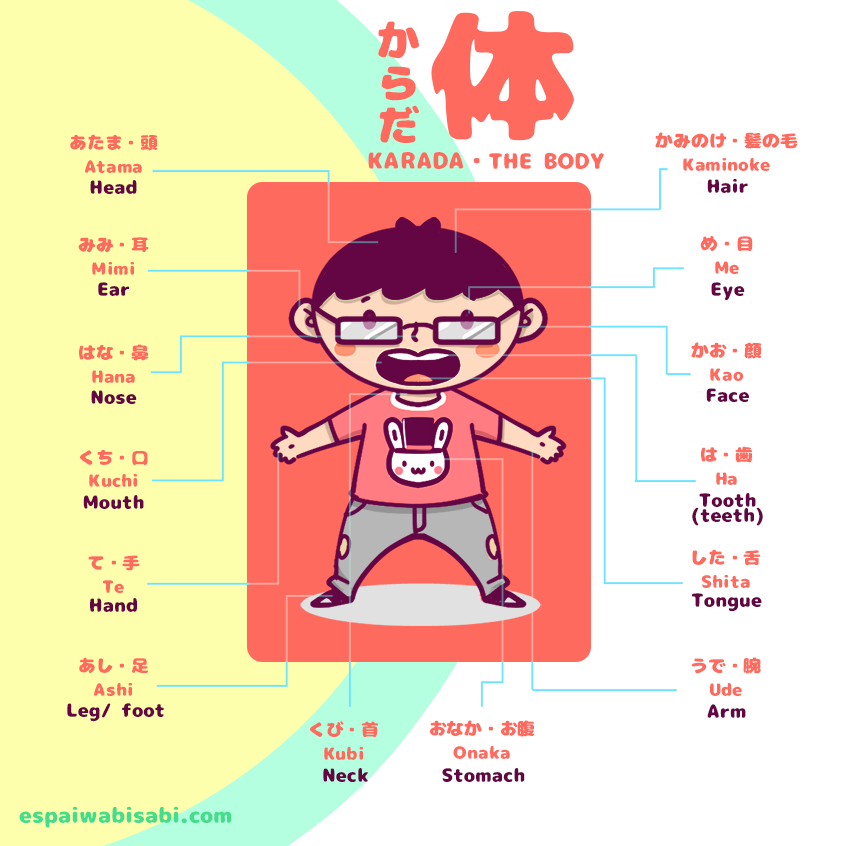 からだ
体
KARADA・THE BODY
あたま・頭
Atama
Head
みみ・耳
Mimi
Ear
はな・鼻
Hana
Nose
くち・口
Kuchi
Mouth
て・手
Te
Hand
あし・足
Ashi
Leg/ foot
くび・首
Kubi
Neck
おなか・お腹
Onaka
Stomach
かみのけ・髪の毛
Kaminoke
Hair
め・目
Me
Eye
かお・顔
Kao
Face
は・歯
Ha
Tooth
(teeth)
した・舌
Shita
Tongue
うで・腕
Ude
Arm
espaiwabisabi.com